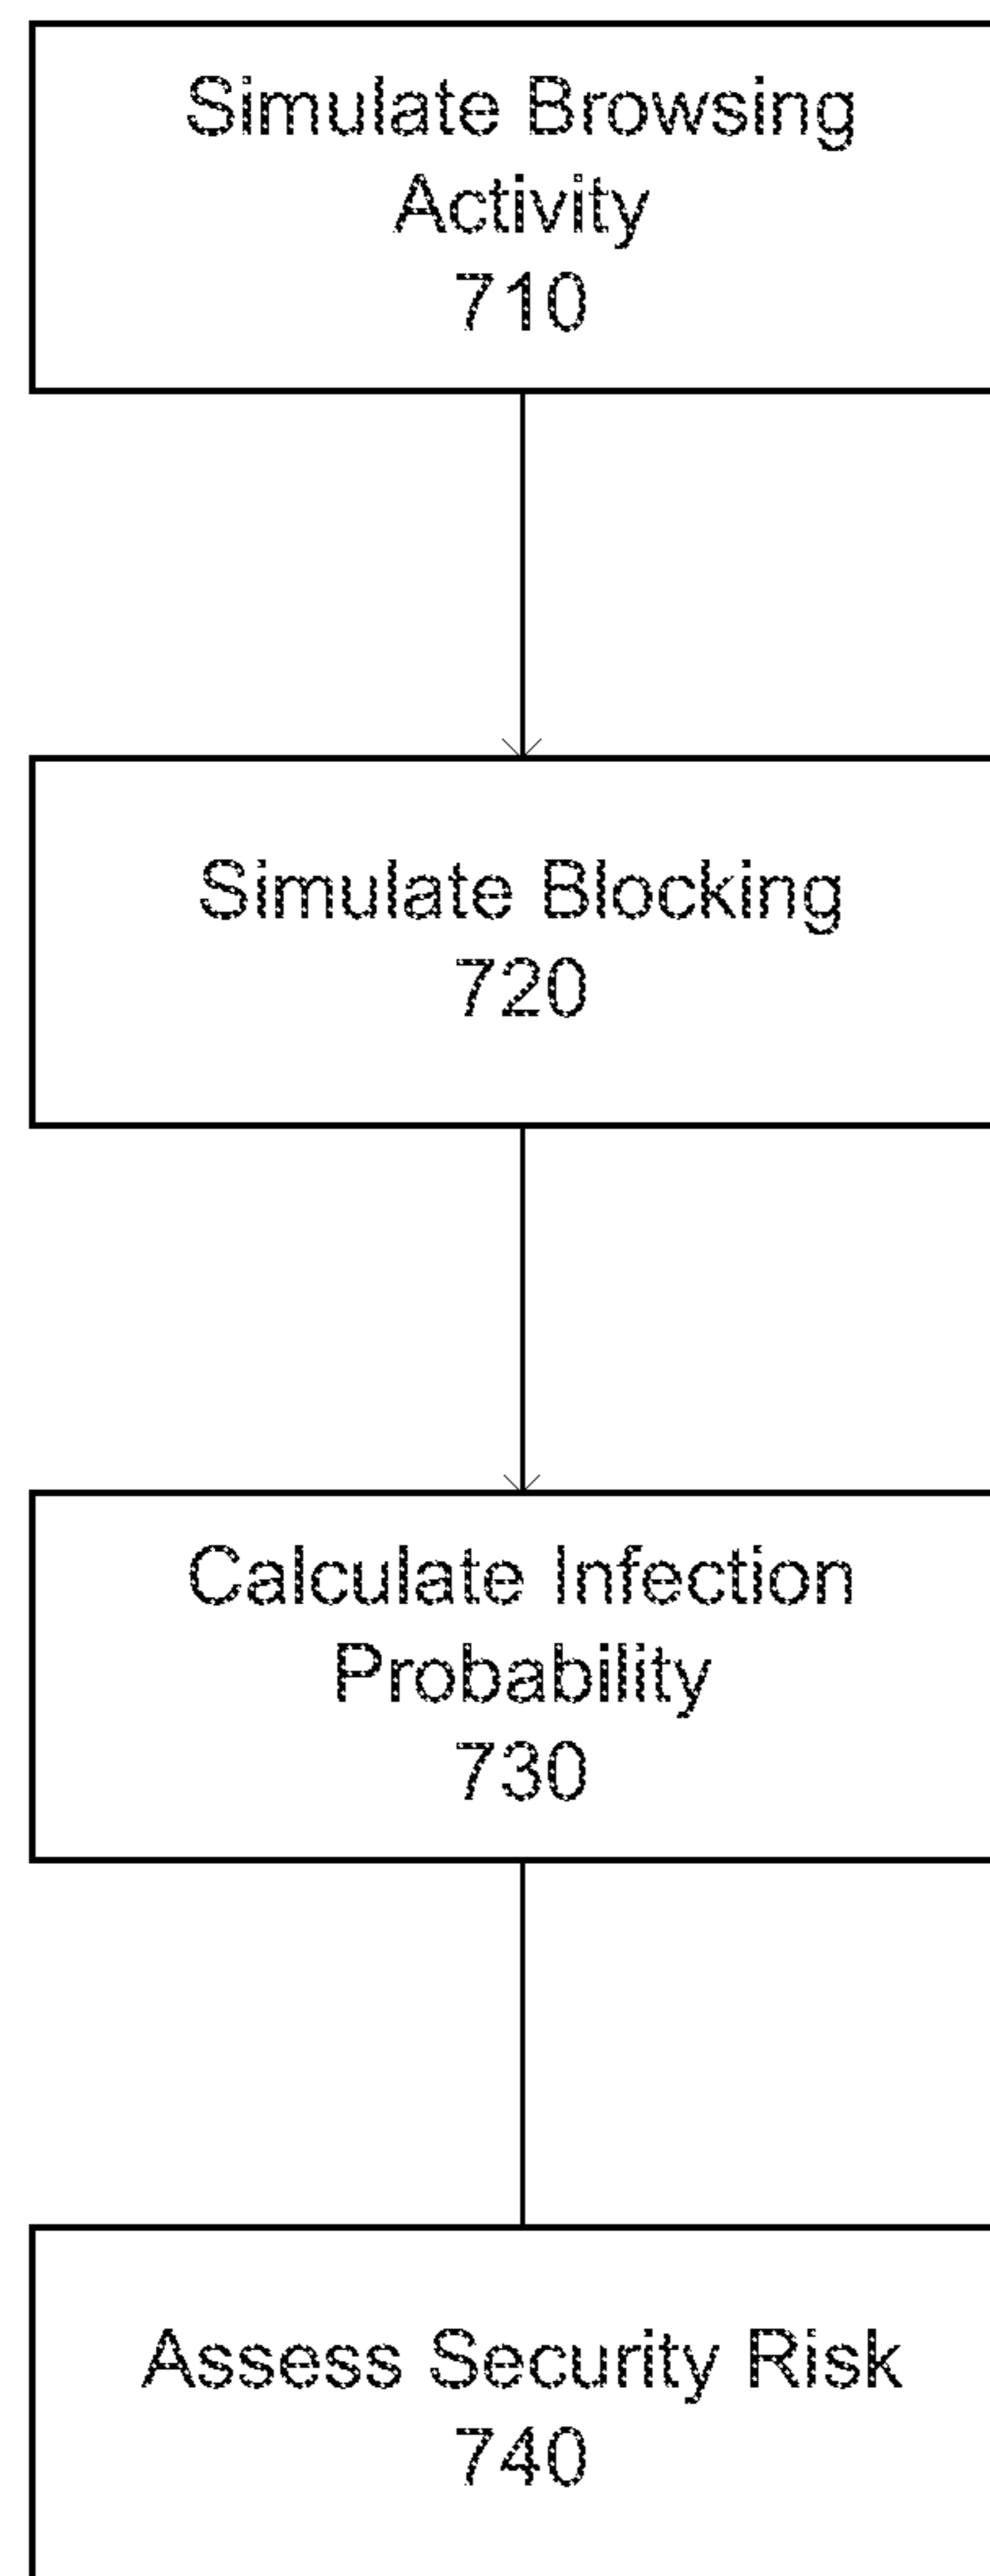 Simulate Browsing
Activity
710
Simulate Blocking
720
Calculate Infection
Probability
730
Assess Security Risk
740